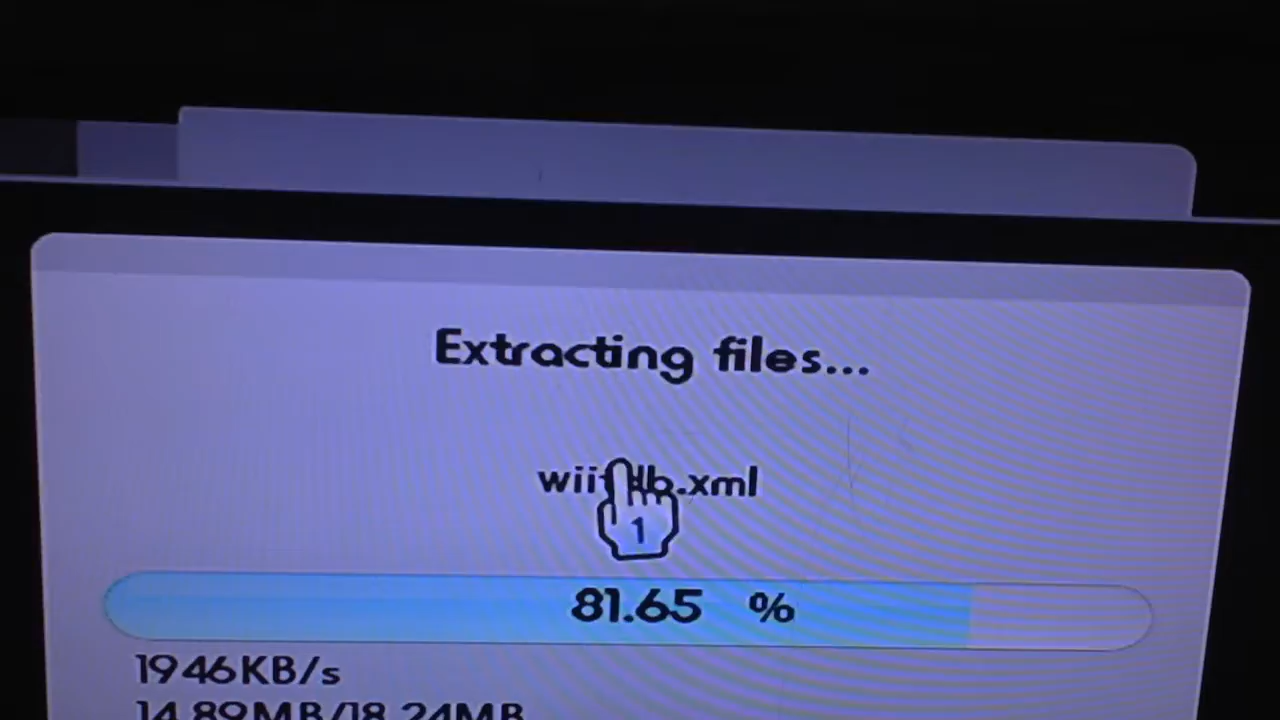 Extracting files...
1
81.65 %
1946KB/s
14.89MB/18.24MB